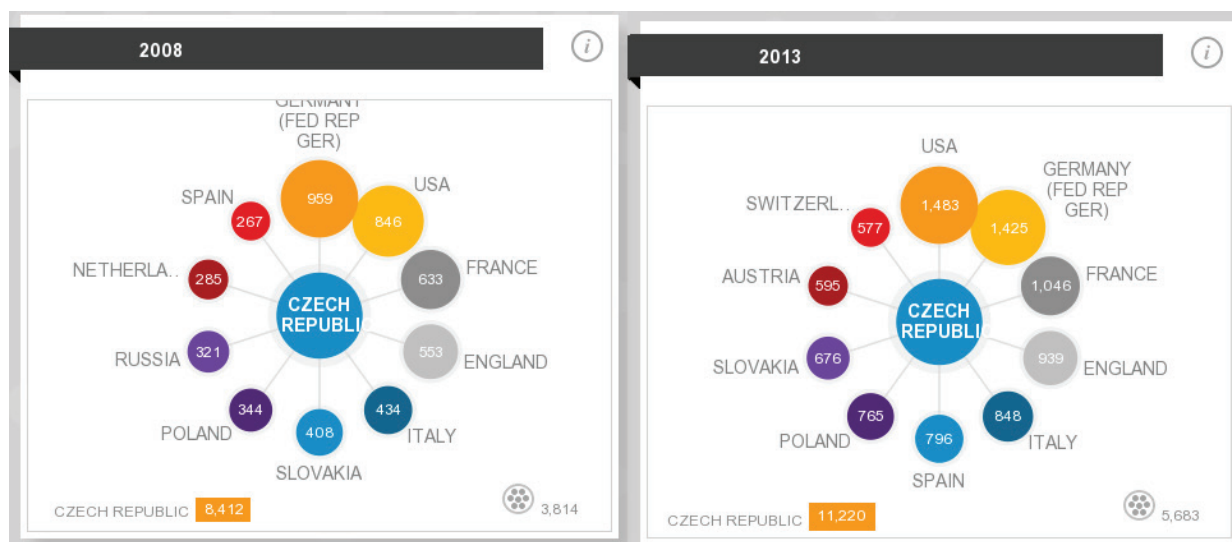 2008
i
GERMANY
(FED REP
GER)
959
USA
846
SPAIN
267
FRANCE
633
NETHERLA..
285
CZECH
REPUBLIC
ENGLAND
553
RUSSIA
321
POLAND
344
ITALY
434
SLOVAKIA
408
CZECH REPUBLIC 8,412
3,814
2013
i
USA
1,483
GERMANY
(FED REP
GER)
1,425
SWITZERL..
577
FRANCE
1,046
AUSTRIA
595
CZECH
REPUBLIC
ENGLAND
939
SLOVAKIA
676
POLAND
765
ITALY
848
SPAIN
796
CZECH REPUBLIC 11,220
5,683